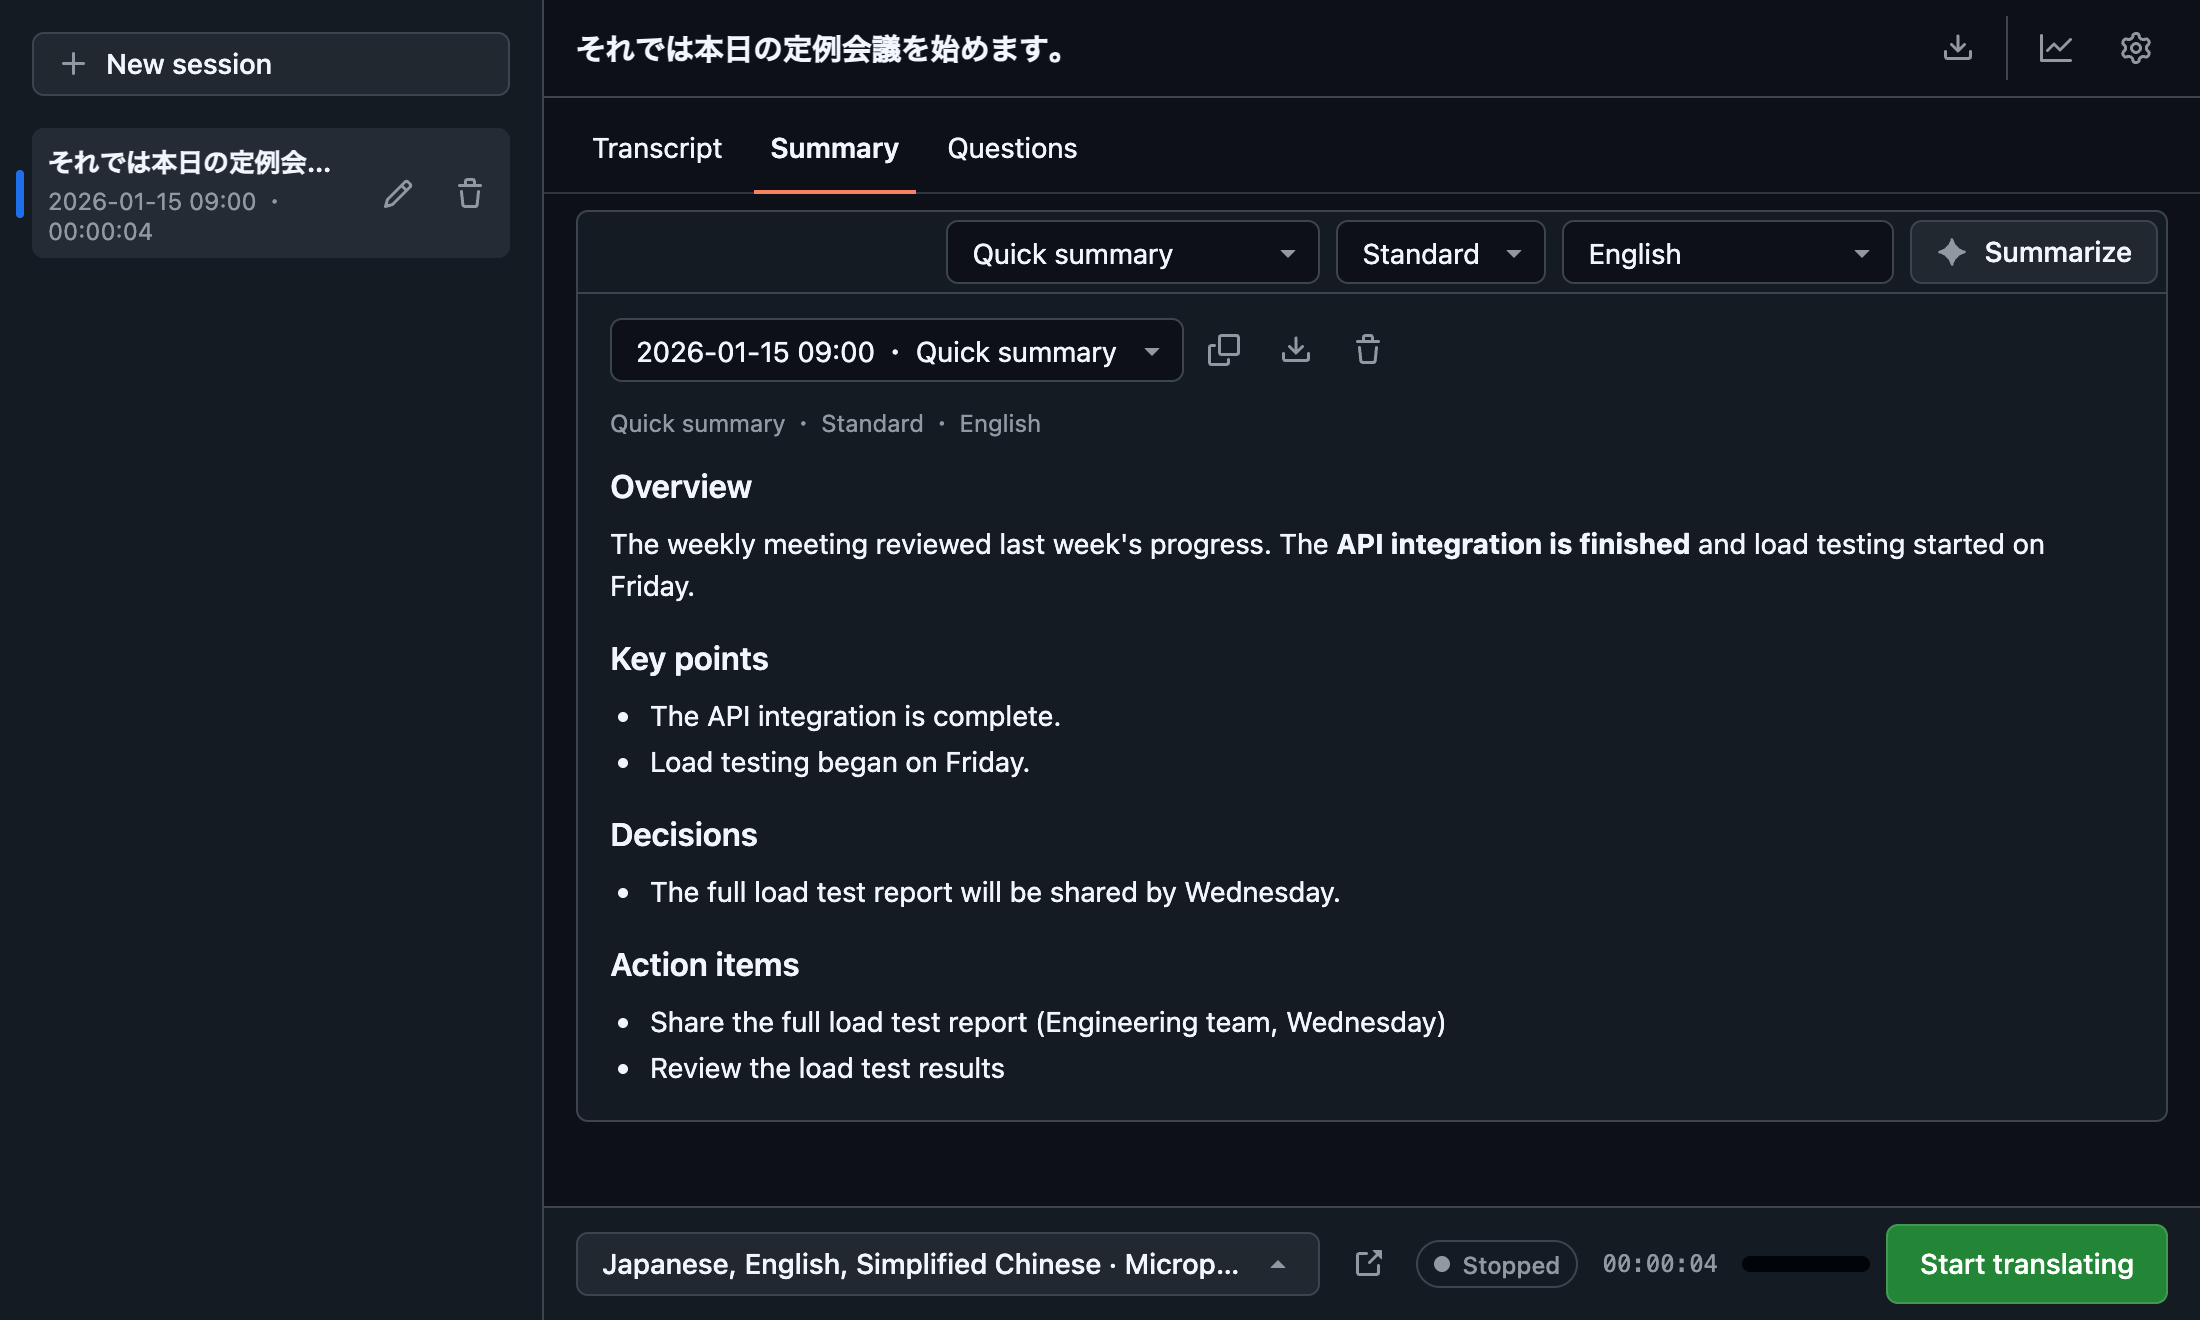 New session
それでは本日の定例会...
2026-01-15 09:00 ·
00:00:04
それでは本日の定例会議を始めます。
Transcript
Summary
Questions
Quick summary
Standard
English
Summarize
2026-01-15 09:00 · Quick summary
Quick summary · Standard · English
Overview
The weekly meeting reviewed last week's progress. The API integration is finished and load testing started on
Friday.
Key points
• The API integration is complete.
• Load testing began on Friday.
Decisions
• The full load test report will be shared by Wednesday.
Action items
• Share the full load test report (Engineering team, Wednesday)
• Review the load test results
Japanese, English, Simplified Chinese · Microp...
Stopped
00:00:04
Start translating